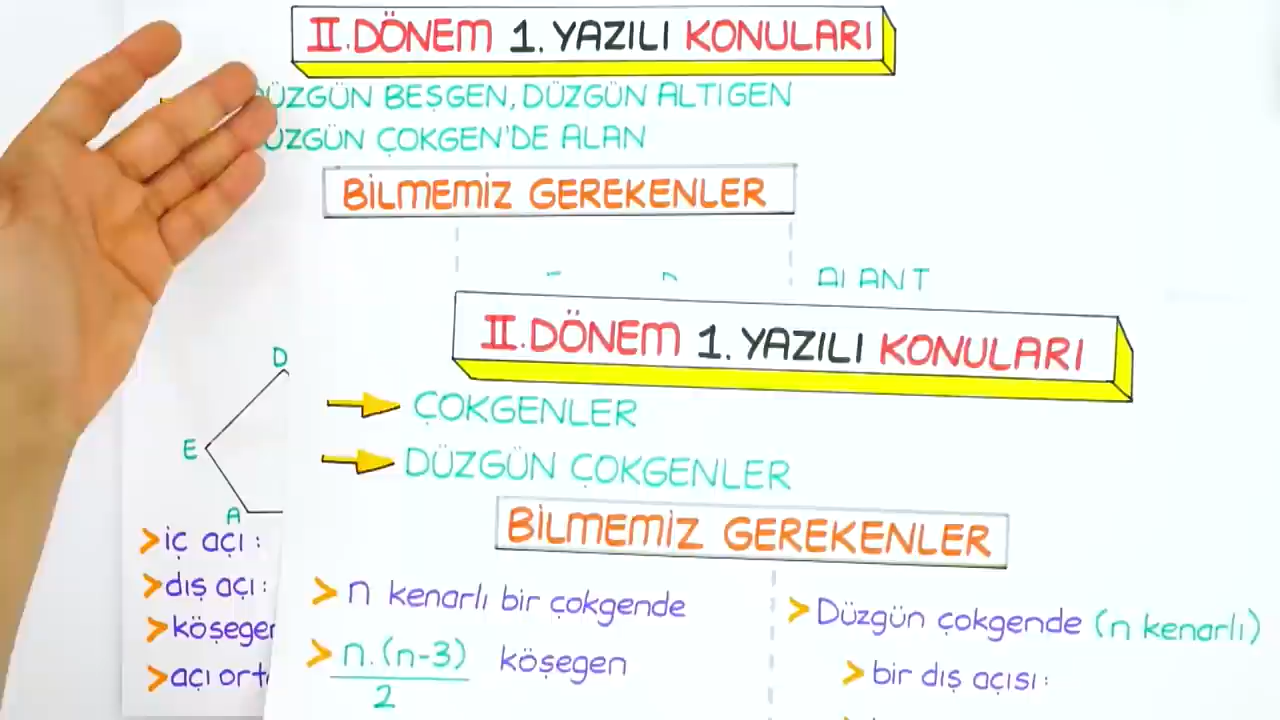 II. DÖNEM 1. YAZILI KONULARI
DÜZGÜN BEŞGEN, DÜZGÜN ALTIGEN
DÜZGÜN ÇOKGEN'DE ALAN
BİLMEMİZ GEREKENLER
D
E
A
>iç açı :
>dış açı :
II. DÖNEM 1. YAZILI KONULARI
→ ÇOKGENLER
→ DÜZGÜN ÇOKGENLER
BİLMEMİZ GEREKENLER
> n kenarlı bir çokgende
> n.(n-3)/2 köşegen
> Düzgün çokgende (n kenarlı)
> bir dış açısı :